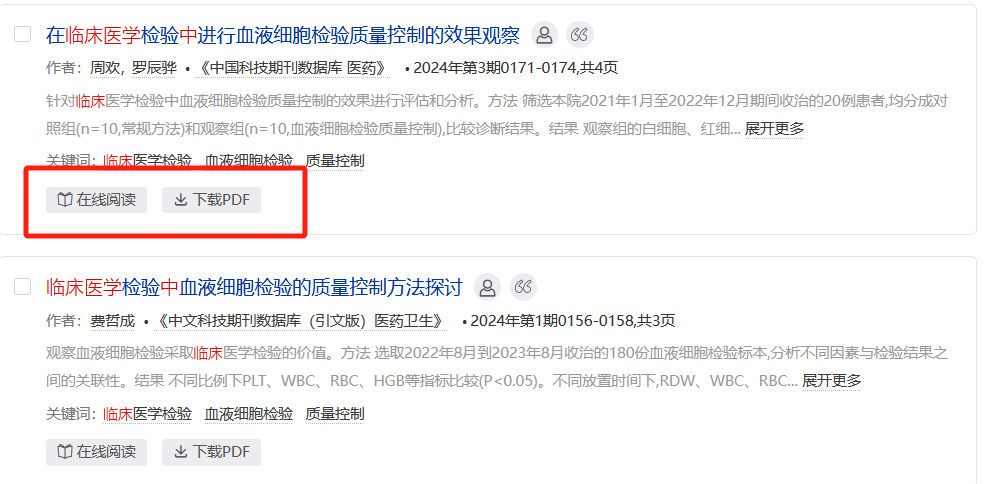 在临床医学检验中进行血液细胞检验质量控制的效果观察
作者： 周欢，罗辰骅 •《中国科技期刊数据库 医药》 •2024年第3期0171-0174,共4页
针对临床医学检验中血液细胞检验质量控制的效果进行评估和分析。方法 筛选本院2021年1月至2022年12月期间收治的20例患者,均分成对
照组(n=10,常规方法)和观察组(n=10,血液细胞检验质量控制),比较诊断结果。结果 观察组的白细胞、红细... 展开更多
关键词： 临床医学检验 血液细胞检验 质量控制
在线阅读 下载PDF
临床医学检验中血液细胞检验的质量控制方法探讨
作者： 费哲成 •《中文科技期刊数据库（引文版）医药卫生》 •2024年第1期0156-0158,共3页
观察血液细胞检验采取临床医学检验的价值。方法 选取2022年8月到2023年8月收治的180份血液细胞检验标本,分析不同因素与检验结果之
间的关联性。结果 不同比例下PLT、WBC、RBC、HGB等指标比较(P<0.05)。不同放置时间下,RDW、WBC、RBC... 展开更多
关键词： 临床医学检验 血液细胞检验 质量控制
在线阅读 下载PDF